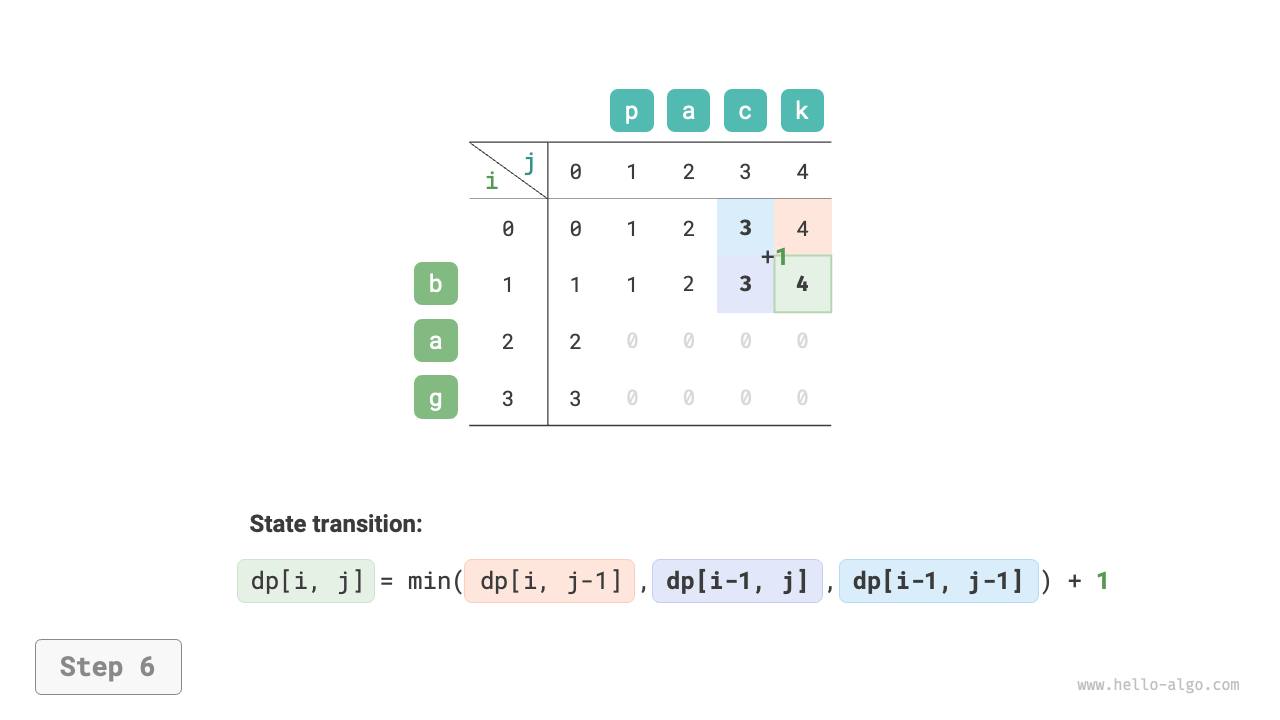 p a c k
j
i
0 1 2 3 4
0 0 1 2 3 4
+1
b 1 1 1 2 3 4
a 2 2 0 0 0 0
g 3 3 0 0 0 0
State transition:
dp[i, j] = min( dp[i, j-1] , dp[i-1, j] , dp[i-1, j-1] ) + 1
Step 6
www.hello-algo.com